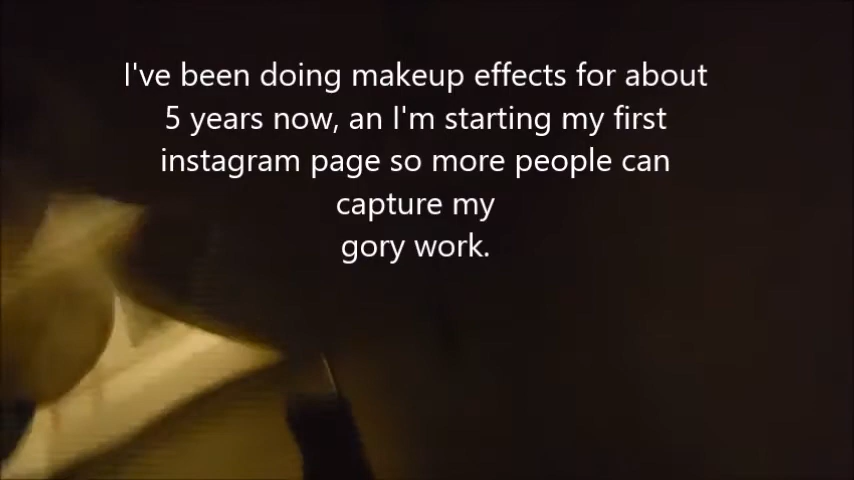 I've been doing makeup effects for about
5 years now, an I'm starting my first
instagram page so more people can
capture my
gory work.